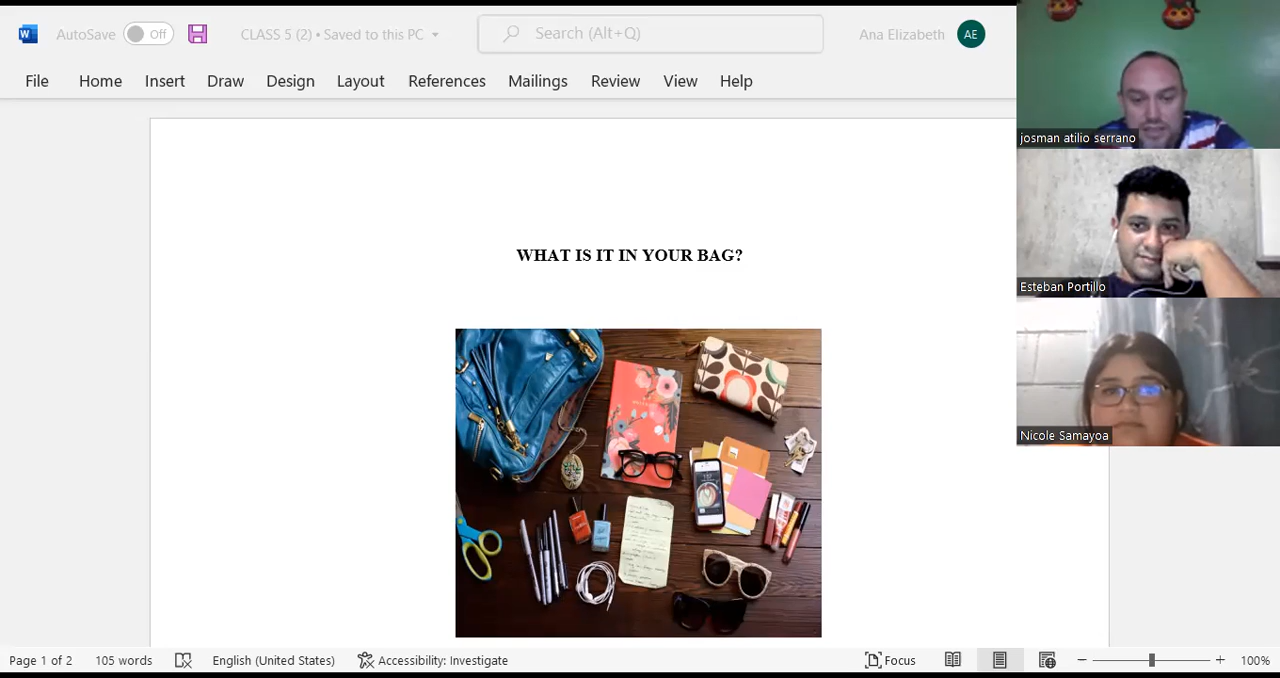 W
AutoSave Off CLASS 5 (2) • Saved to this PC Search (Alt+Q) Ana Elizabeth AE
File Home Insert Draw Design Layout References Mailings Review View Help
josman atilio serrano
Esteban Portillo
Nicole Samayoa
WHAT IS IT IN YOUR BAG?
Page 1 of 2 105 words English (United States) Accessibility: Investigate Focus 100%